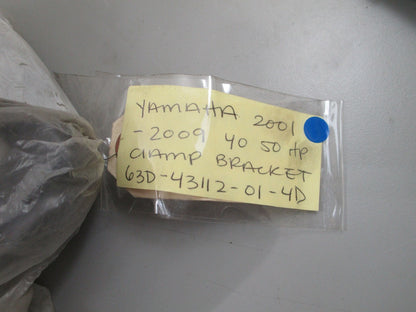 YAMAHA 2001
-2009 40 50 HP
CLAMP BRACKET
63D-43112-01-4D